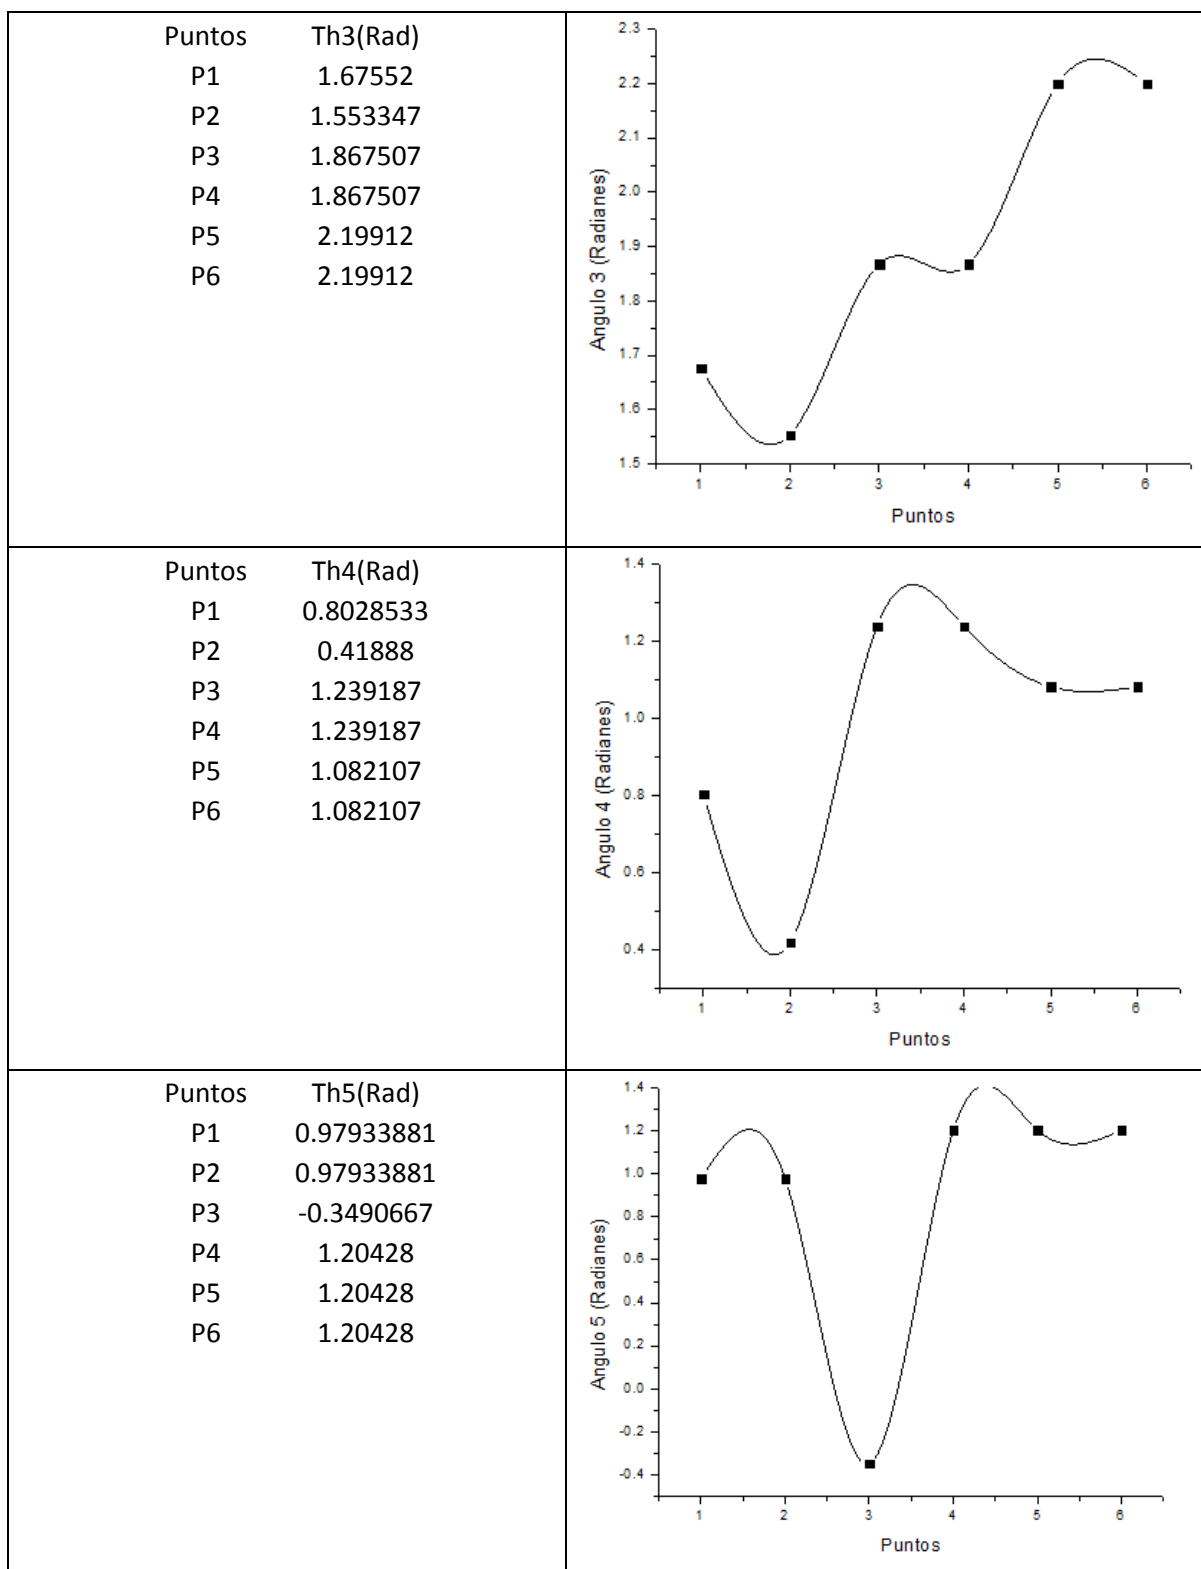 Puntos Th3(Rad)
P1 1.67552
P2 1.553347
P3 1.867507
P4 1.867507
P5 2.19912
P6 2.19912
2.3
2.2
2.1
2.0
1.9
1.8
1.7
1.6
1.5
Angulo 3 (Radianes)
1 2 3 4 5 6
Puntos
Puntos Th4(Rad)
P1 0.8028533
P2 0.41888
P3 1.239187
P4 1.239187
P5 1.082107
P6 1.082107
1.4
1.2
1.0
0.8
0.6
0.4
Angulo 4 (Radianes)
1 2 3 4 5 6
Puntos
Puntos Th5(Rad)
P1 0.97933881
P2 0.97933881
P3 -0.3490667
P4 1.20428
P5 1.20428
P6 1.20428
1.4
1.2
1.0
0.8
0.6
0.4
0.2
0.0
-0.2
-0.4
Angulo 5 (Radianes)
1 2 3 4 5 6
Puntos